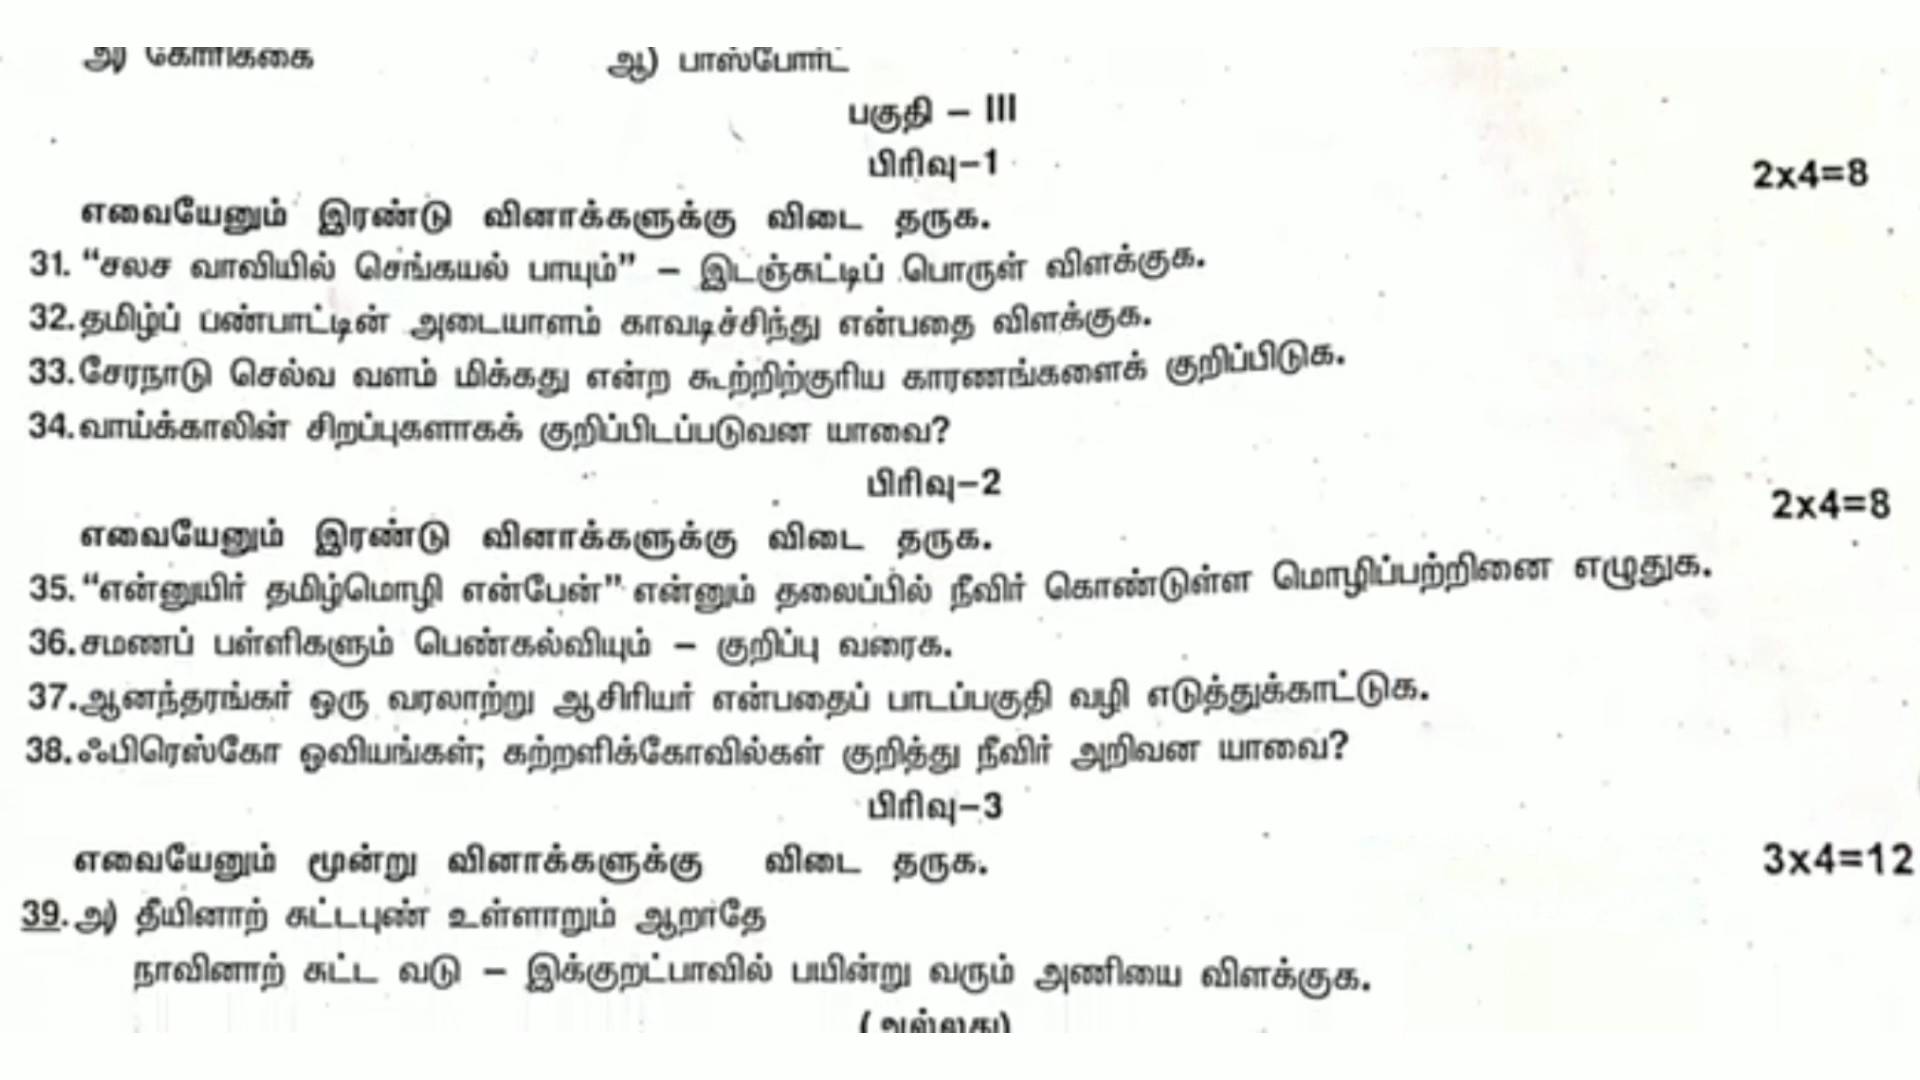 அ) கோரிக்கை ஆ) பாஸ்போர்ட்
பகுதி – III
பிரிவு–1
2x4=8
எவையேனும் இரண்டு வினாக்களுக்கு விடை தருக.
31. “சலச வாவியில் செங்கயல் பாயும்” – இடஞ்சுட்டிப் பொருள் விளக்குக.
32.தமிழ்ப் பண்பாட்டின் அடையாளம் காவடிச்சிந்து என்பதை விளக்குக.
33.சேரநாடு செல்வ வளம் மிக்கது என்ற கூற்றிற்குரிய காரணங்களைக் குறிப்பிடுக.
34.வாய்க்காலின் சிறப்புகளாகக் குறிப்பிடப்படுவன யாவை?
பிரிவு–2
2x4=8
எவையேனும் இரண்டு வினாக்களுக்கு விடை தருக.
35. “என்னுயிர் தமிழ்மொழி என்பேன்” என்னும் தலைப்பில் நீவிர் கொண்டுள்ள மொழிப்பற்றினை எழுதுக.
36.சமணப் பள்ளிகளும் பெண்கல்வியும் – குறிப்பு வரைக.
37.ஆனந்தரங்கர் ஒரு வரலாற்று ஆசிரியர் என்பதைப் பாடப்பகுதி வழி எடுத்துக்காட்டுக.
38.ஃபிரெஸ்கோ ஓவியங்கள்; கற்றளிக்கோவில்கள் குறித்து நீவிர் அறிவன யாவை?
பிரிவு–3
எவையேனும் மூன்று வினாக்களுக்கு விடை தருக. 3x4=12
39.அ) தீயினாற் சுட்டபுண் உள்ளாறும் ஆறாதே
நாவினாற் சுட்ட வடு – இக்குறட்பாவில் பயின்று வரும் அணியை விளக்குக.
(அல்லது)